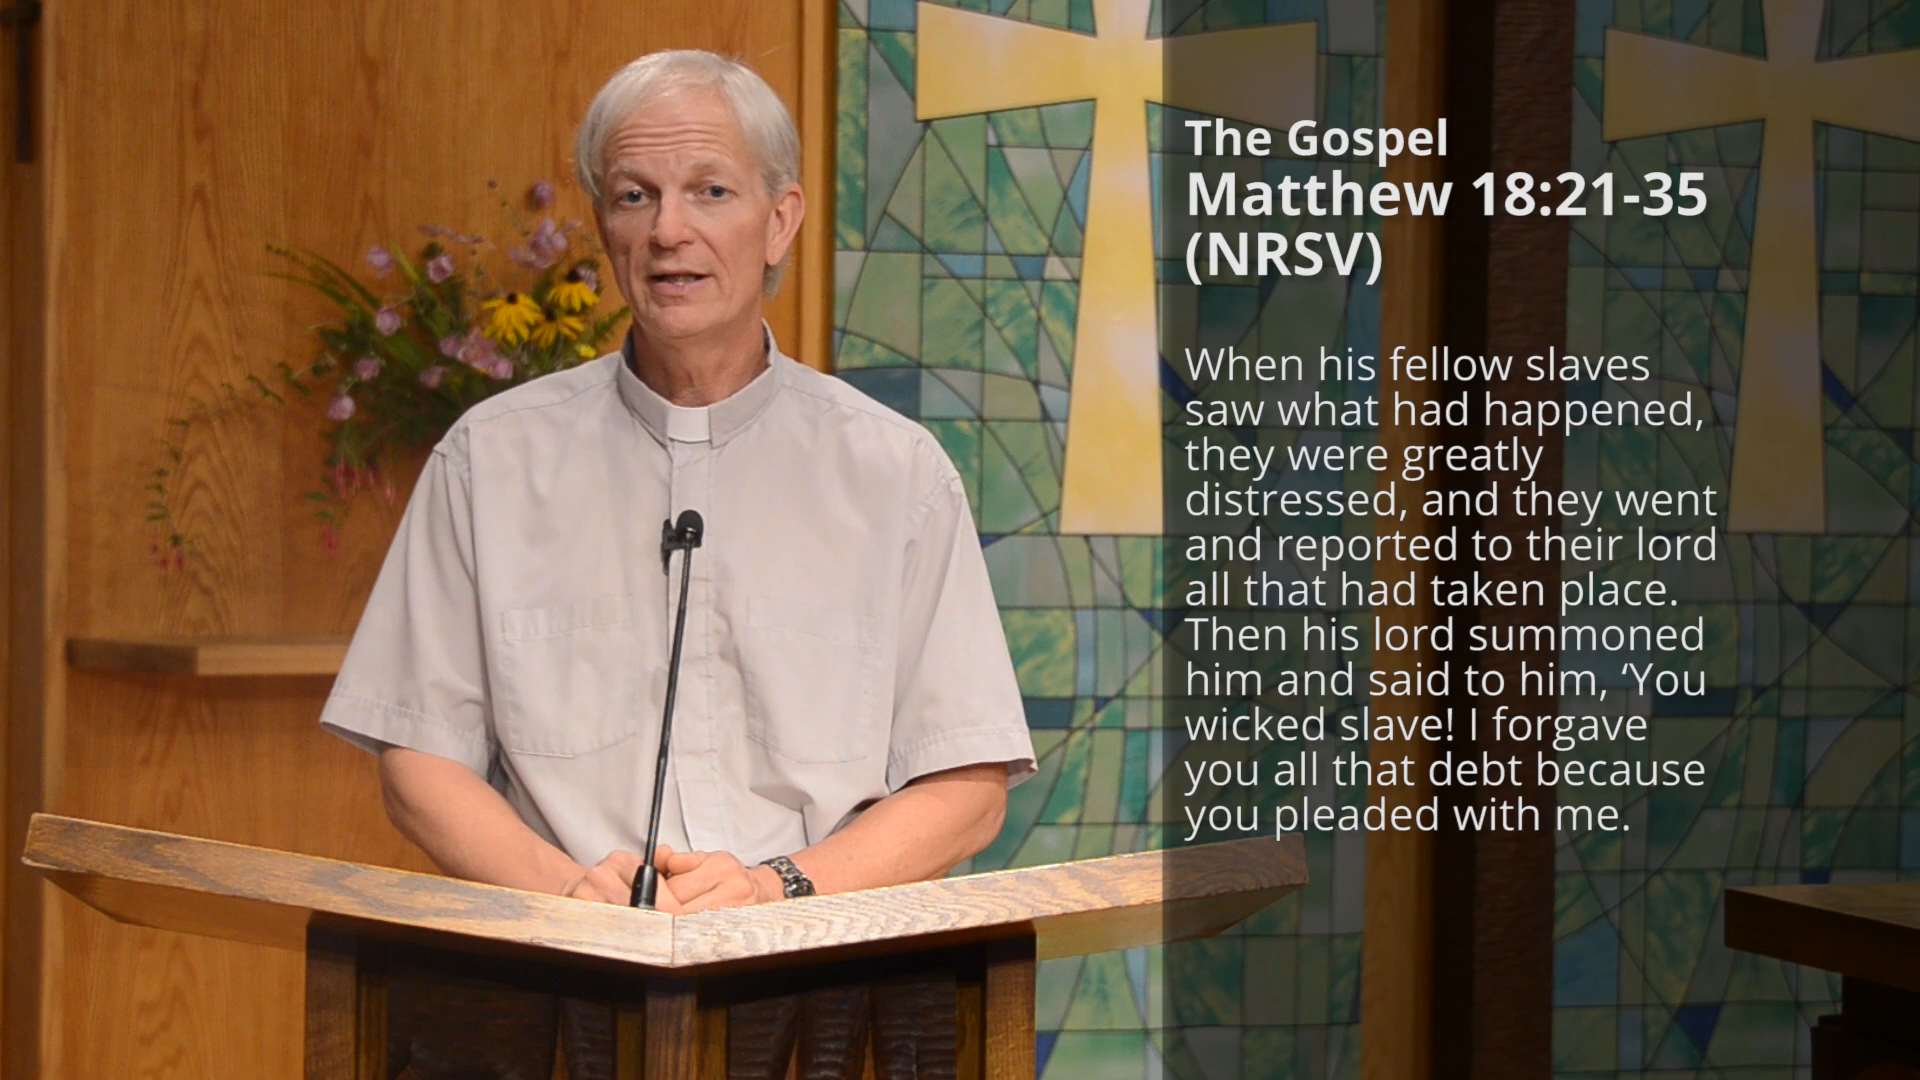 The Gospel
Matthew 18:21-35
(NRSV)
When his fellow slaves
saw what had happened,
they were greatly
distressed, and they went
and reported to their lord
all that had taken place.
Then his lord summoned
him and said to him, ‘You
wicked slave! I forgave
you all that debt because
you pleaded with me.